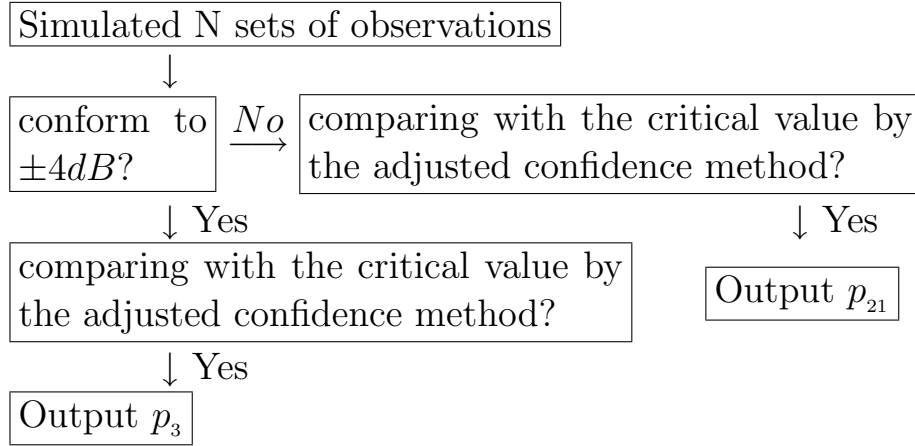 Simulated N sets of observations
↓
conform to
±4dB?
No
→
comparing with the critical value by
the adjusted confidence method?
↓ Yes
↓ Yes
comparing with the critical value by
the adjusted confidence method?
Output p₂₁
↓ Yes
Output p₃